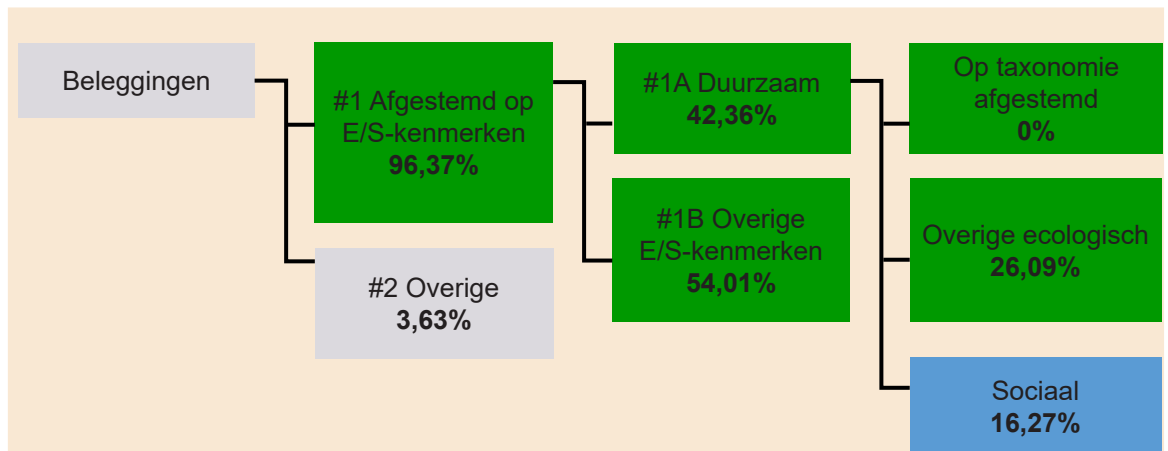 Beleggingen
#1 Afgestemd op
E/S-kenmerken
96,37%
#2 Overige
3,63%
#1A Duurzaam
42,36%
#1B Overige
E/S-kenmerken
54,01%
Op taxonomie
afgestemd
0%
Overige ecologisch
26,09%
Sociaal
16,27%